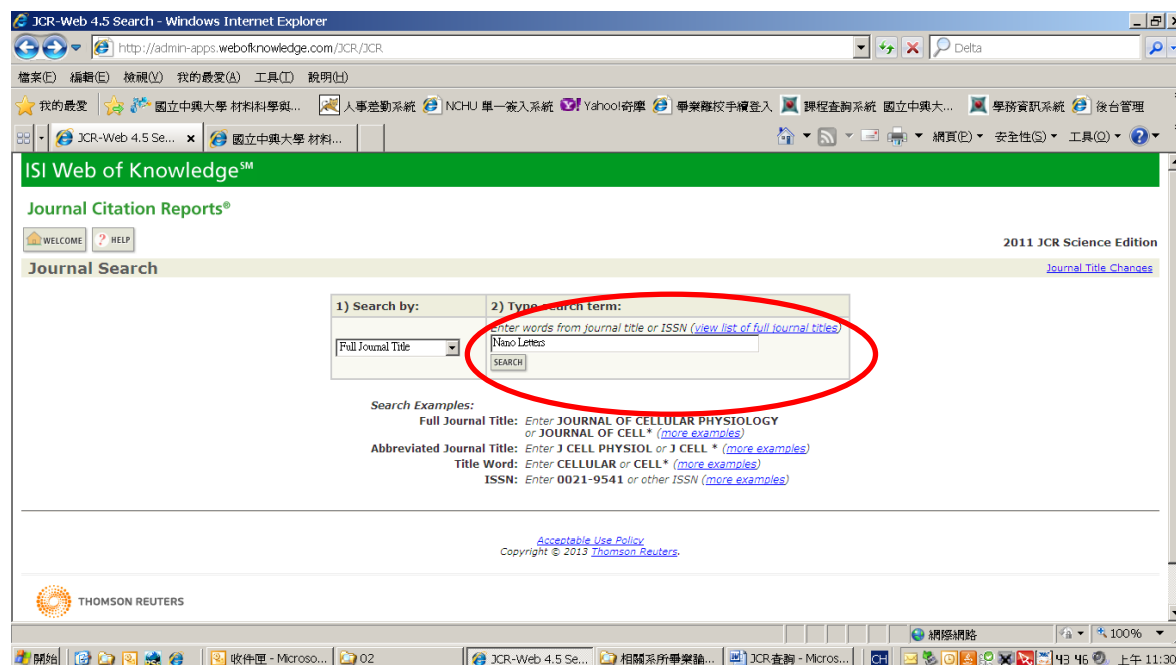 JCR-Web 4.5 Search - Windows Internet Explorer
http://admin-apps.webofknowledge.com/JCR/JCR
Delta
檔案(F) 編輯(E) 檢視(V) 我的最愛(A) 工具(T) 說明(H)
我的最愛 國立中興大學 材料科學與... 人事差勤系統 NCHU 單一簽入系統 Yahoo!奇摩 畢業離校手續登入 課程查詢系統 國立中興大... 學務資訊系統 後台管理
JCR-Web 4.5 Se... 國立中興大學 材料...
網頁(P) 安全性(S) 工具(O)
ISI Web of Knowledge℠
Journal Citation Reports®
WELCOME ? HELP
2011 JCR Science Edition
Journal Search
Journal Title Changes
1) Search by: 2) Type search term:
Enter words from journal title or ISSN (view list of full journal titles)
Full Journal Title Nano Letters
SEARCH
Search Examples:
Full Journal Title: Enter JOURNAL OF CELLULAR PHYSIOLOGY
or JOURNAL OF CELL* (more examples)
Abbreviated Journal Title: Enter J CELL PHYSIOL or J CELL * (more examples)
Title Word: Enter CELLULAR or CELL* (more examples)
ISSN: Enter 0021-9541 or other ISSN (more examples)
Acceptable Use Policy
Copyright © 2013 Thomson Reuters.
THOMSON REUTERS
網際網路 100%
開始 收件匣 - Microso... 02 JCR-Web 4.5 Se... 相關系所畢業論... JCR查詢 - Micros... CH 上午 11:3